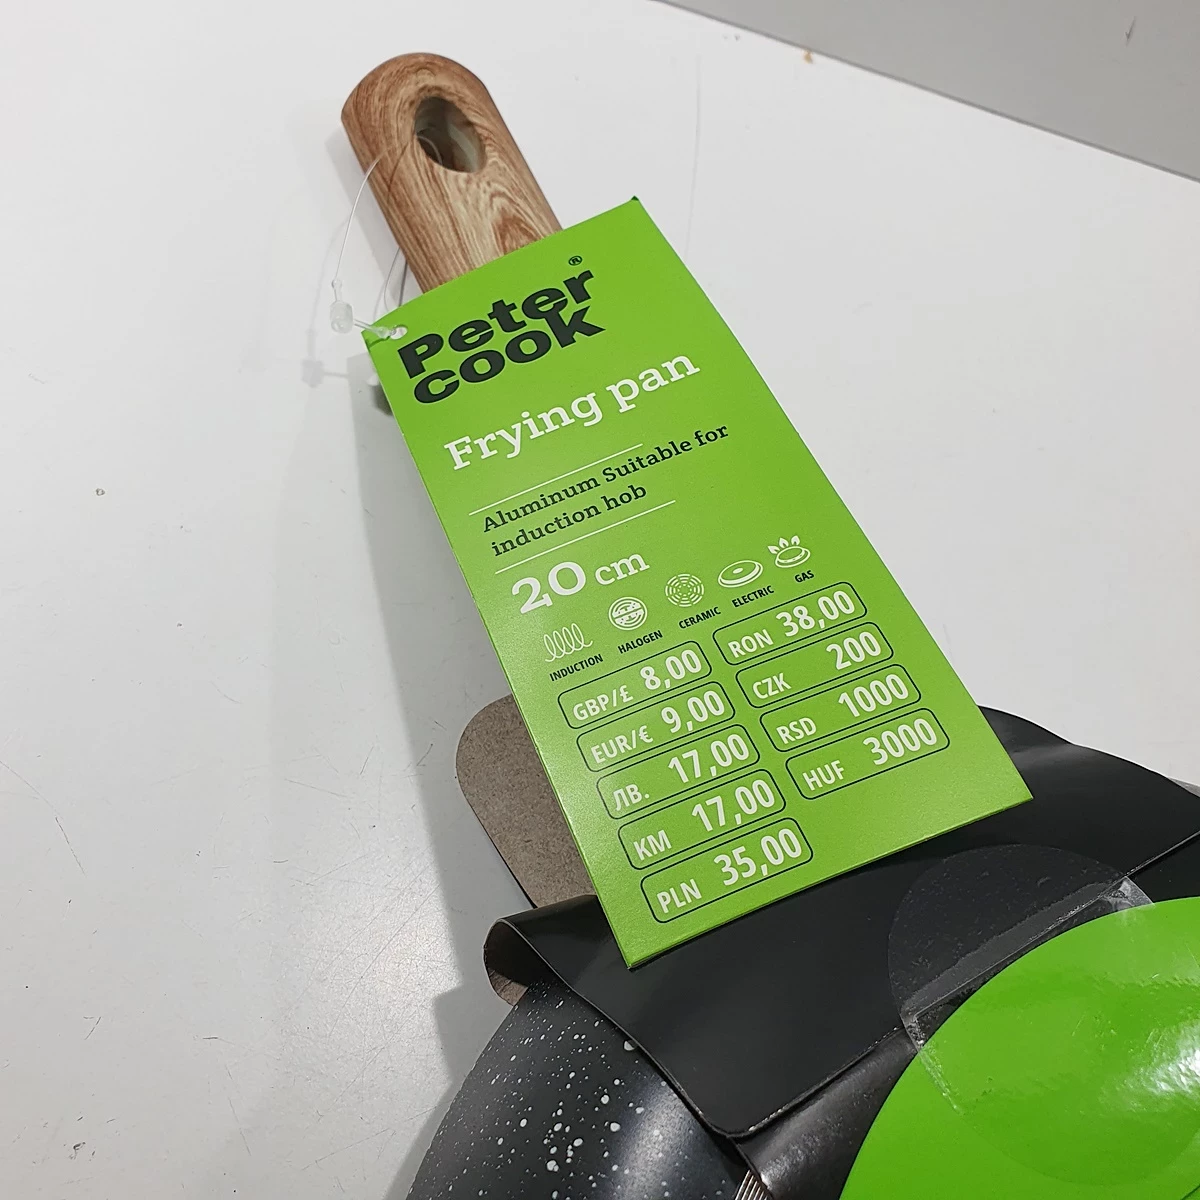 Peter®
cook
Frying pan
Aluminum Suitable for
induction hob
20 cm
INDUCTION HALOGEN CERAMIC ELECTRIC GAS
GBP/£ 8,00
EUR/€ 9,00
ЛВ. 17,00
KM 17,00
PLN 35,00
RON 38,00
CZK 200
RSD 1000
HUF 3000